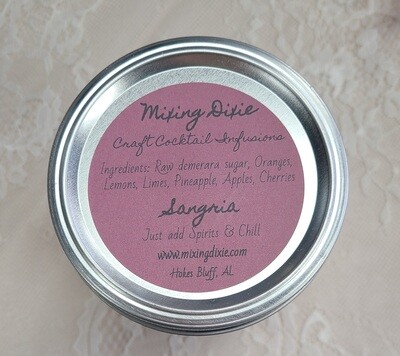 Mixing Dixie
Craft Cocktail Infusions
Ingredients: Raw demerara sugar, Oranges,
Lemons, Limes, Pineapple, Apples, Cherries
Sangria
Just add Spirits & Chill
www.mixingdixie.com
Hokes Bluff, AL